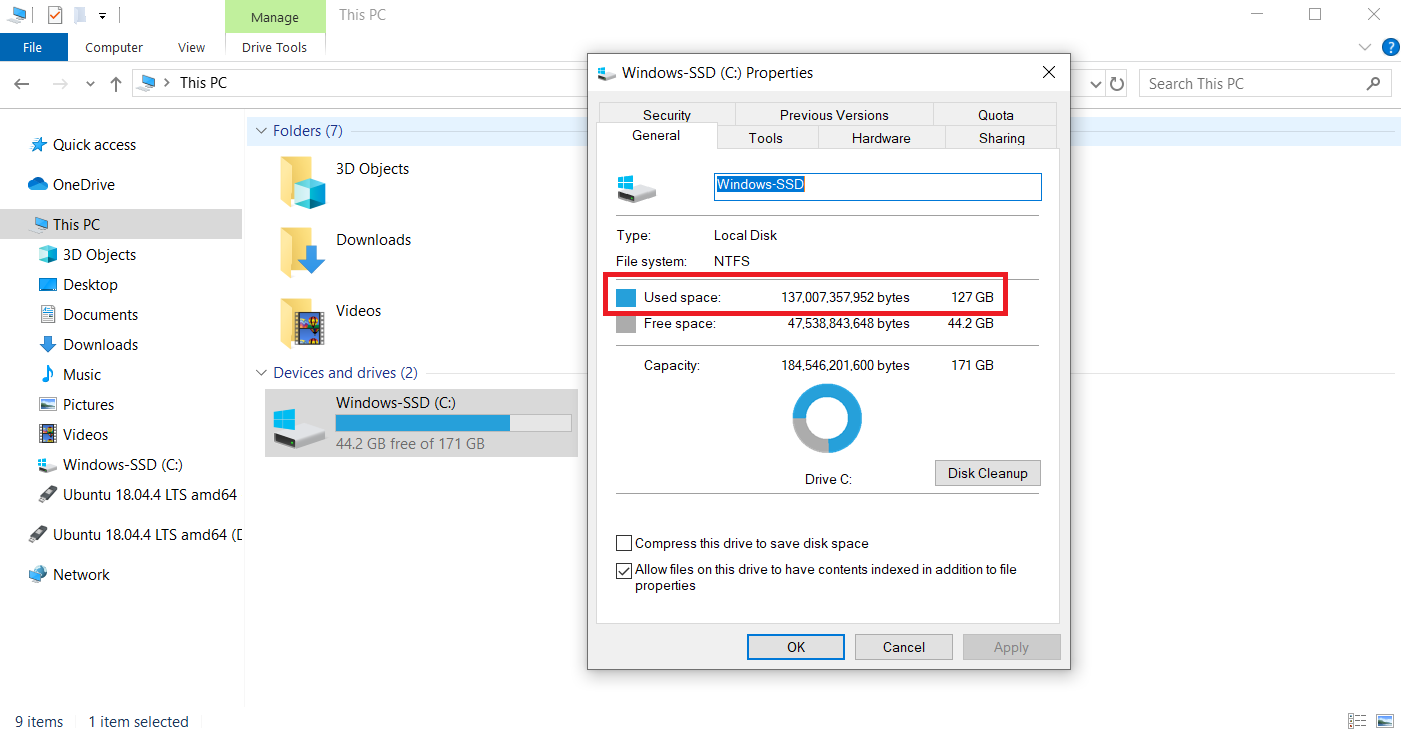 Manage
This PC
File
Computer
View
Drive Tools
This PC
Search This PC
?
Quick access
OneDrive
This PC
3D Objects
Desktop
Documents
Downloads
Music
Pictures
Videos
Windows-SSD (C:)
Ubuntu 18.04.4 LTS amd64
Ubuntu 18.04.4 LTS amd64 (D
Network
Folders (7)
3D Objects
Downloads
Videos
Devices and drives (2)
Windows-SSD (C:)
44.2 GB free of 171 GB
Windows-SSD (C:) Properties
Security
Previous Versions
Quota
General
Tools
Hardware
Sharing
Windows-SSD
Type: Local Disk
File system: NTFS
Used space: 137,007,357,952 bytes 127 GB
Free space: 47,538,843,648 bytes 44.2 GB
Capacity: 184,546,201,600 bytes 171 GB
Drive C:
Disk Cleanup
Compress this drive to save disk space
Allow files on this drive to have contents indexed in addition to file
properties
OK
Cancel
Apply
9 items
1 item selected